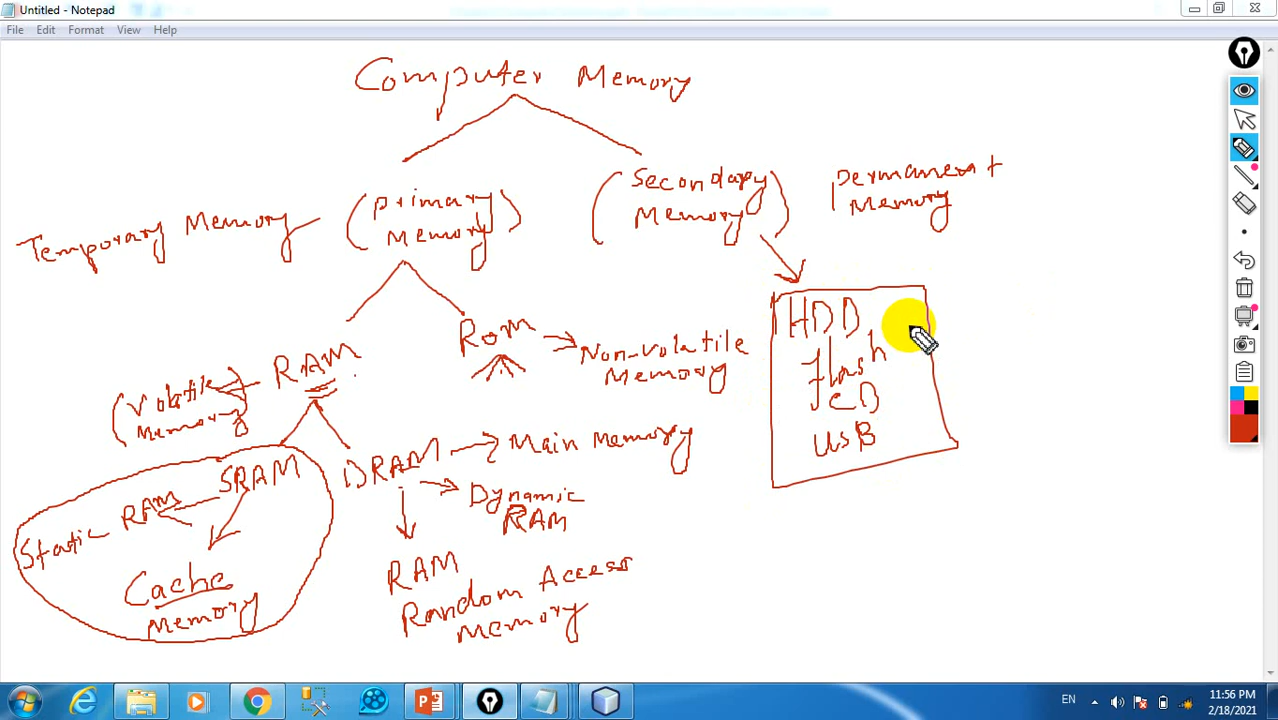 Untitled - Notepad
File Edit Format View Help
Computer Memory
Temporary Memory
(Primary
Memory)
(Secondary
Memory)
Permanent
Memory
RAM
(Volatile
Memory)
ROM
Non-volatile
Memory
HDD
flash
CD
USB
SRAM
Static RAM
Cache
Memory
DRAM
Main Memory
Dynamic
RAM
RAM
Random Access
Memory
EN
11:56 PM
2/18/2021